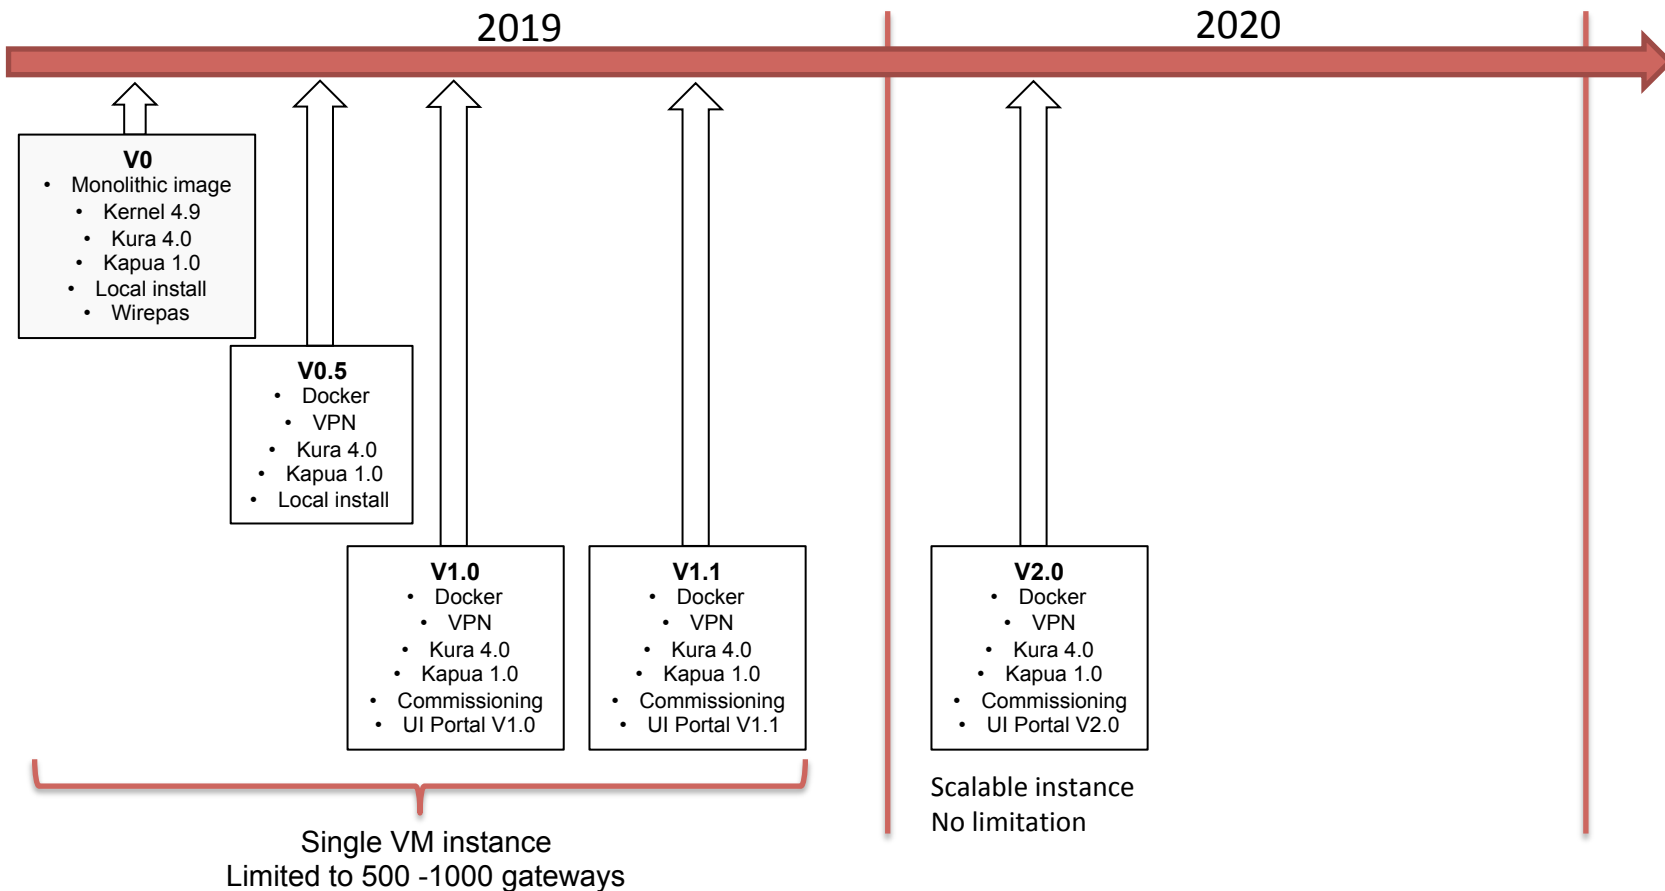 2019
2020
V0
• Monolithic image
• Kernel 4.9
• Kura 4.0
• Kapua 1.0
• Local install
• Wirepas
V0.5
• Docker
• VPN
• Kura 4.0
• Kapua 1.0
• Local install
V1.0
• Docker
• VPN
• Kura 4.0
• Kapua 1.0
• Commissioning
• UI Portal V1.0
V1.1
• Docker
• VPN
• Kura 4.0
• Kapua 1.0
• Commissioning
• UI Portal V1.1
V2.0
• Docker
• VPN
• Kura 4.0
• Kapua 1.0
• Commissioning
• UI Portal V2.0
Single VM instance
Limited to 500 -1000 gateways
Scalable instance
No limitation